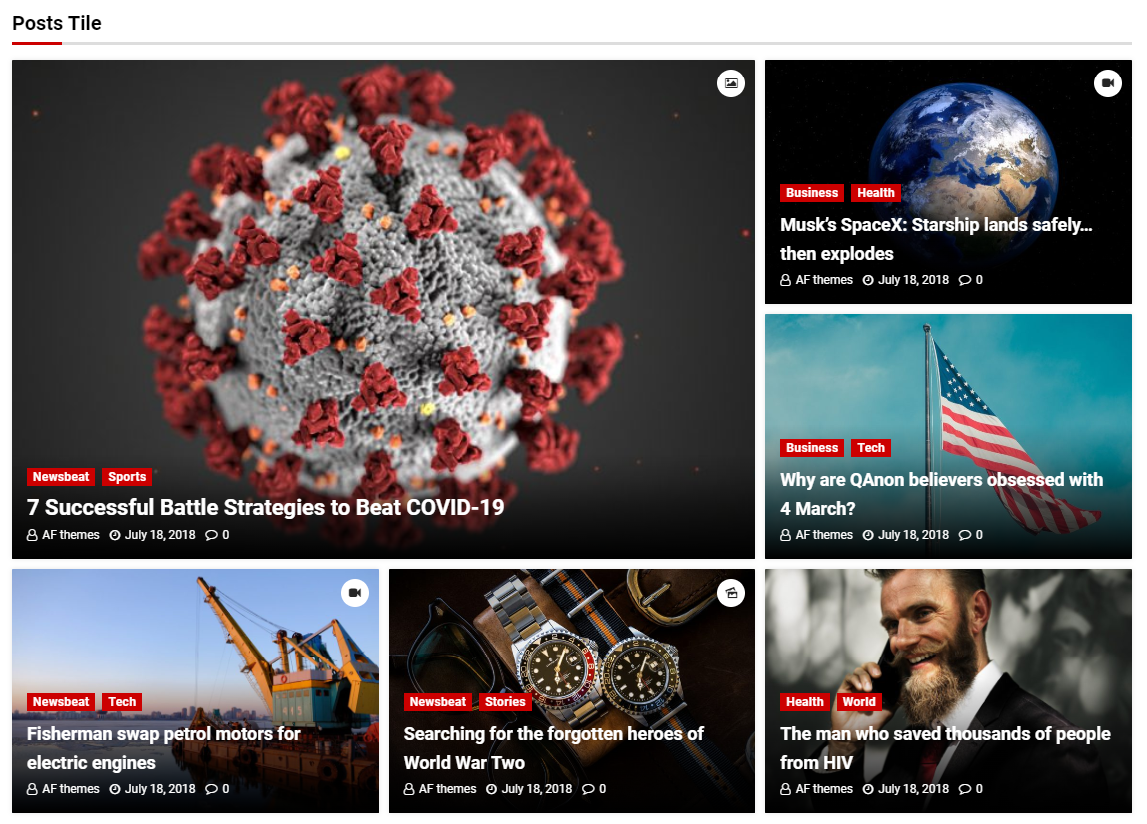 Posts Tile
Newsbeat Sports
7 Successful Battle Strategies to Beat COVID-19
AF themes July 18, 2018 0
Business Health
Musk’s SpaceX: Starship lands safely…
then explodes
AF themes July 18, 2018 0
Business Tech
Why are QAnon believers obsessed with
4 March?
AF themes July 18, 2018 0
Newsbeat Tech
Fisherman swap petrol motors for
electric engines
AF themes July 18, 2018 0
Newsbeat Stories
Searching for the forgotten heroes of
World War Two
AF themes July 18, 2018 0
Health World
The man who saved thousands of people
from HIV
AF themes July 18, 2018 0